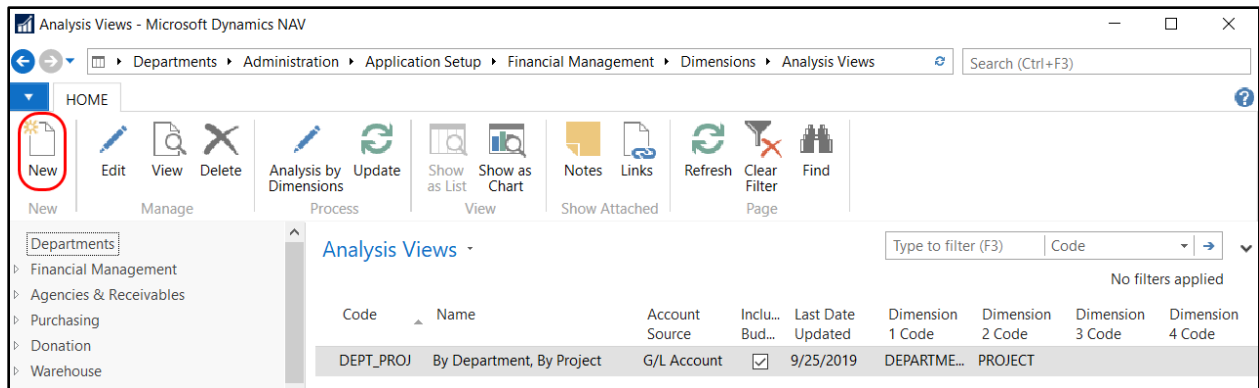 Analysis Views - Microsoft Dynamics NAV
Departments Administration Application Setup Financial Management Dimensions Analysis Views Search (Ctrl+F3)
HOME
New Edit View Delete Analysis by Dimensions Update Show as List Show as Chart Notes Links Refresh Clear Filter Find
New Manage Process View Show Attached Page
Departments
Financial Management
Agencies & Receivables
Purchasing
Donation
Warehouse
Analysis Views Type to filter (F3) Code
No filters applied
Code Name Account Source Inclu... Bud... Last Date Updated Dimension 1 Code Dimension 2 Code Dimension 3 Code Dimension 4 Code
DEPT_PROJ By Department, By Project G/L Account 9/25/2019 DEPARTME... PROJECT